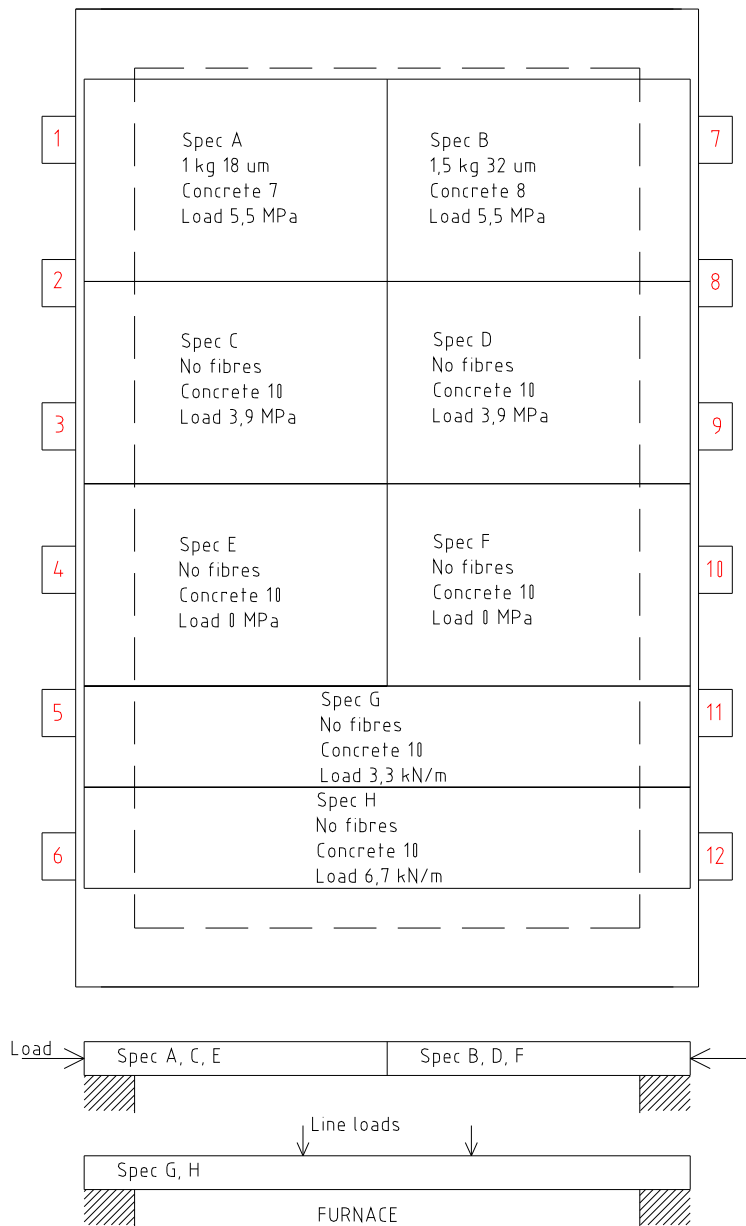 1
7
Spec A
1 kg 18 um
Concrete 7
Load 5,5 MPa
Spec B
1,5 kg 32 um
Concrete 8
Load 5,5 MPa
2
8
Spec C
No fibres
Concrete 10
Load 3,9 MPa
Spec D
No fibres
Concrete 10
Load 3,9 MPa
3
9
Spec E
No fibres
Concrete 10
Load 0 MPa
Spec F
No fibres
Concrete 10
Load 0 MPa
4
10
5
11
Spec G
No fibres
Concrete 10
Load 3,3 kN/m
Spec H
No fibres
Concrete 10
Load 6,7 kN/m
6
12
Load
Spec A, C, E
Spec B, D, F
Line loads
Spec G, H
FURNACE